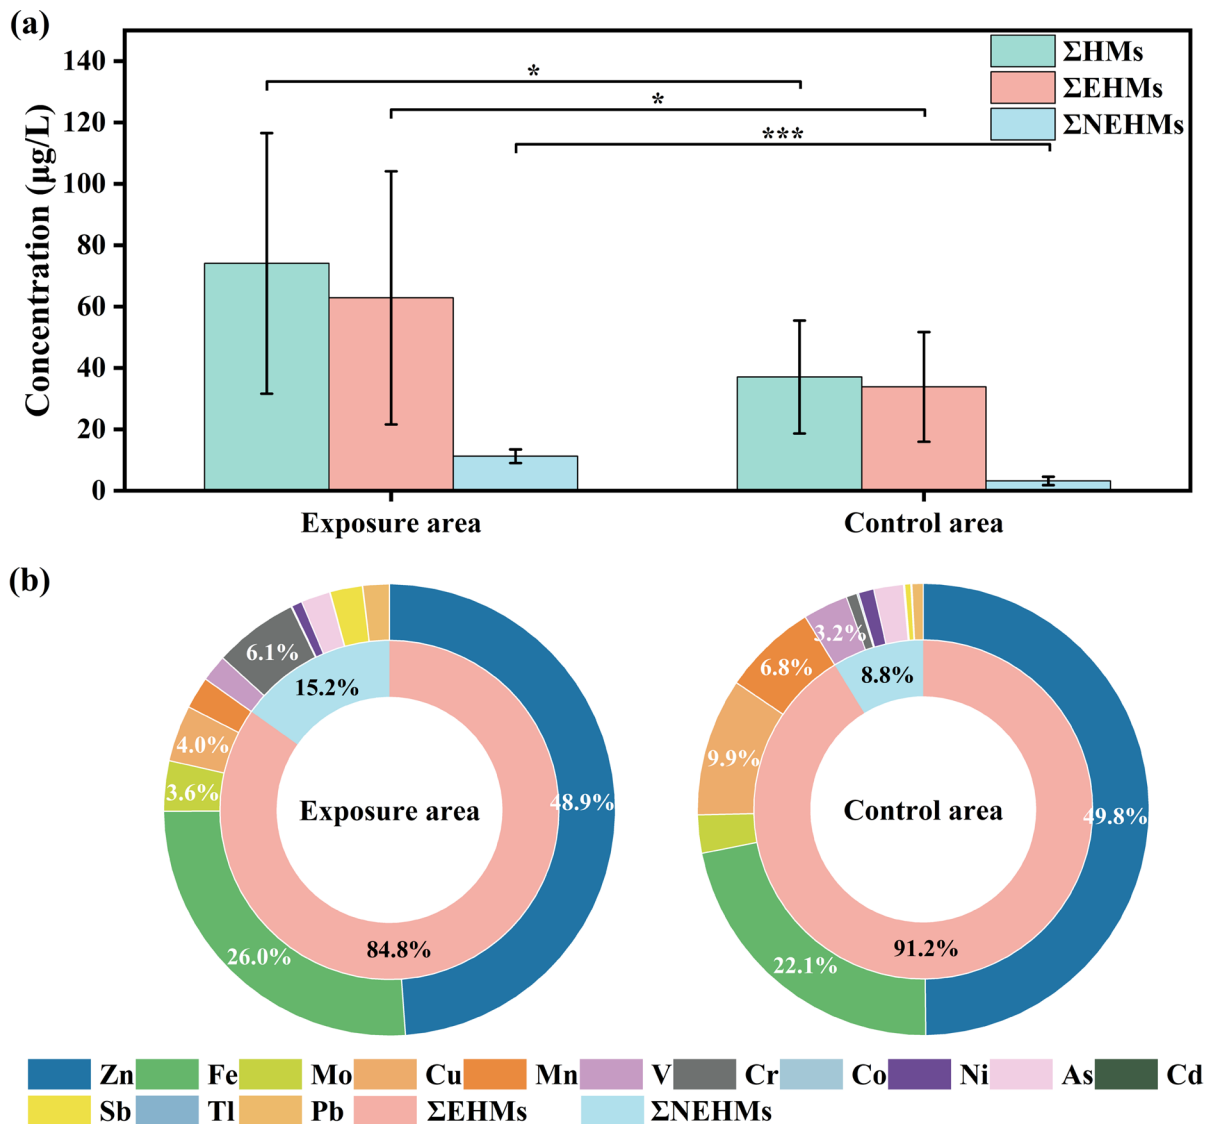 (a)
Concentration (µg/L)
140
120
100
80
60
40
20
0
*
*
***
ΣHMs
ΣEHMs
ΣNEHMs
Exposure area
Control area
(b)
48.9%
26.0%
3.6%
4.0%
6.1%
15.2%
84.8%
Exposure area
49.8%
22.1%
9.9%
6.8%
3.2%
8.8%
91.2%
Control area
Zn Fe Mo Cu Mn V Cr Co Ni As Cd
Sb Tl Pb ΣEHMs ΣNEHMs